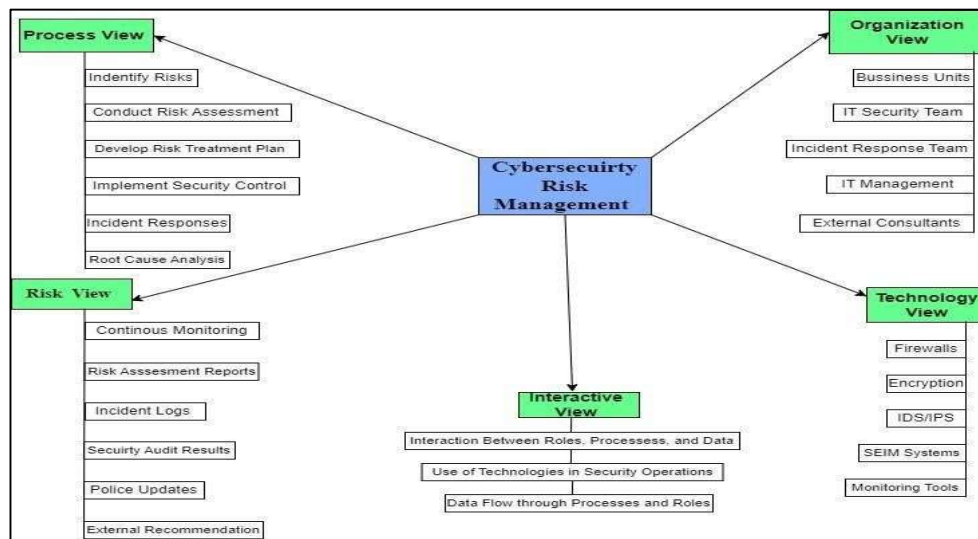 Process View
Indentify Risks
Conduct Risk Assessment
Develop Risk Treatment Plan
Implement Security Control
Incident Responses
Root Cause Analysis
Organization
View
Bussiness Units
IT Security Team
Incident Response Team
IT Management
External Consultants
Cybersecuirty
Risk
Management
Risk View
Continous Monitoring
Risk Asssesment Reports
Incident Logs
Secuirty Audit Results
Police Updates
External Recommendation
Interactive
View
Interaction Between Roles, Processess, and Data
Use of Technologies in Security Operations
Data Flow through Processes and Roles
Technology
View
Firewalls
Encryption
IDS/IPS
SEIM Systems
Monitoring Tools